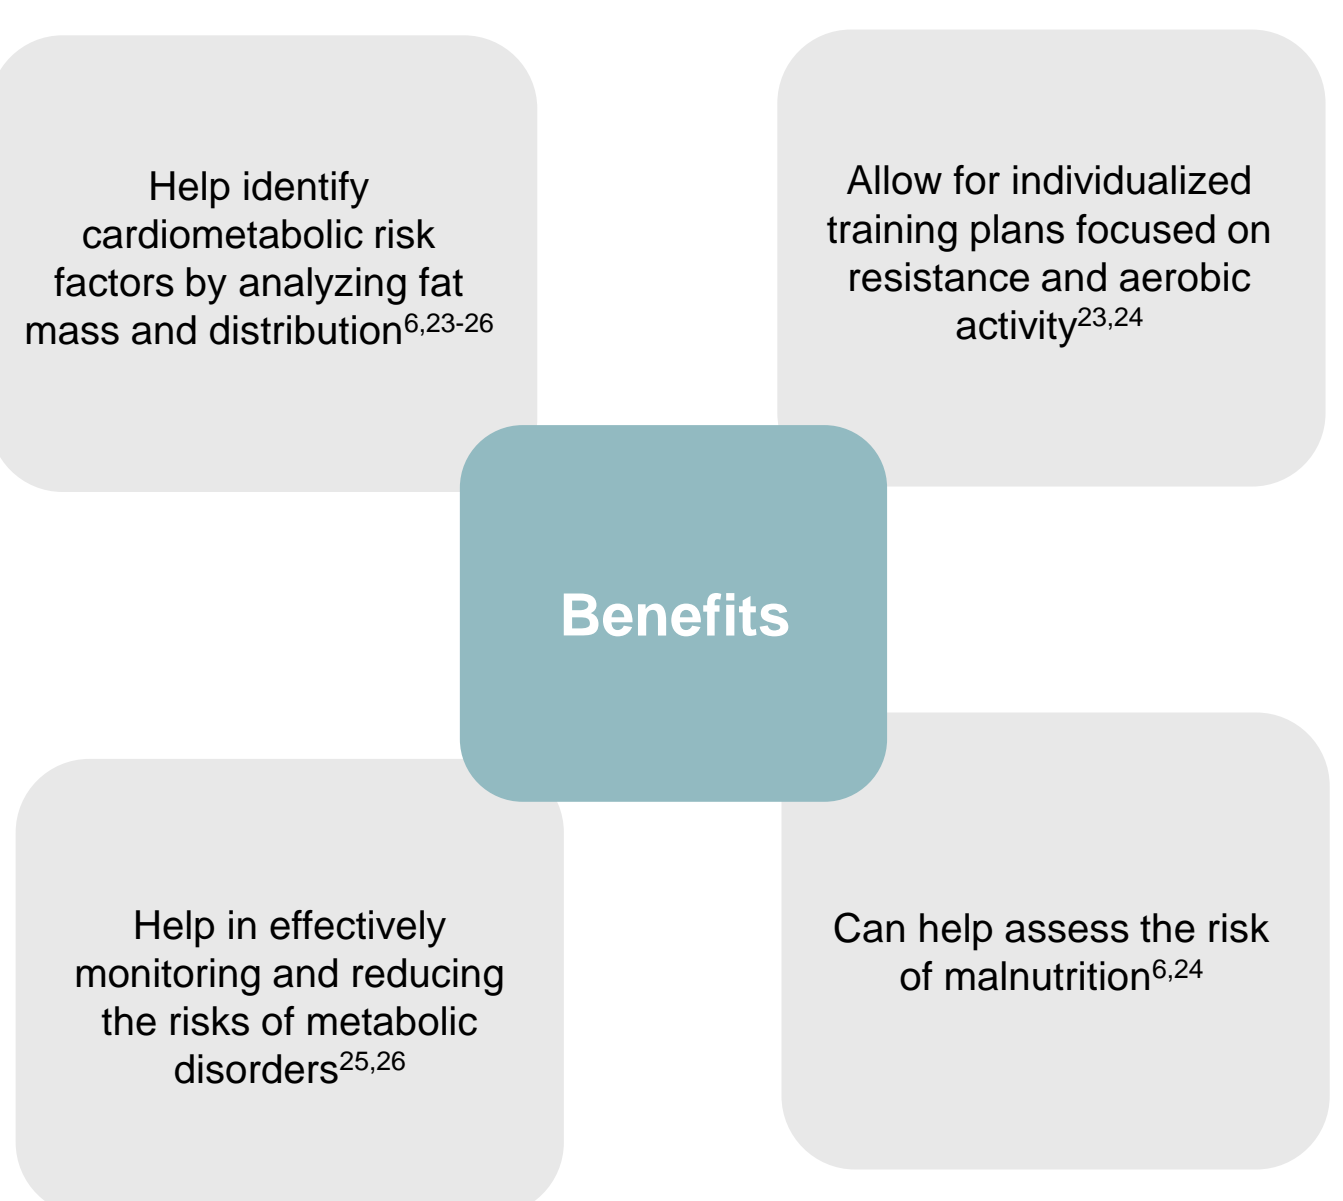 Help identify
cardiometabolic risk
factors by analyzing fat
mass and distribution6,23-26
Allow for individualized
training plans focused on
resistance and aerobic
activity23,24
Benefits
Help in effectively
monitoring and reducing
the risks of metabolic
disorders25,26
Can help assess the risk
of malnutrition6,24